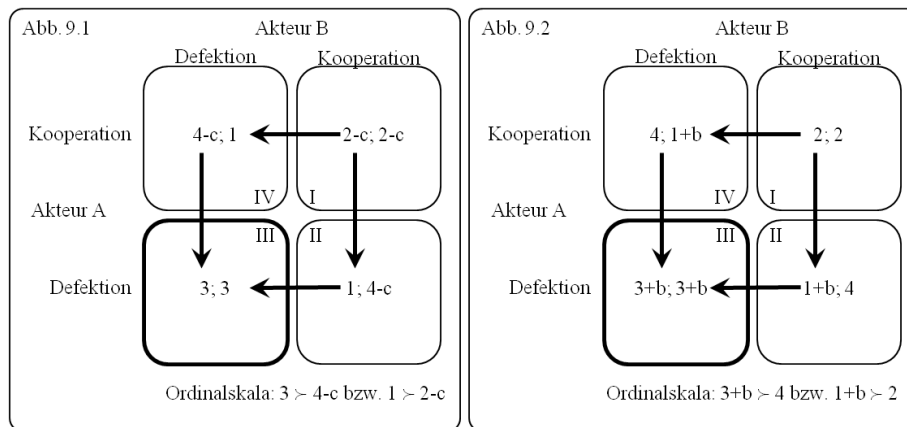 Abb. 9.1
Akteur B
Defektion
Kooperation
Kooperation
4-c; 1
2-c; 2-c
IV
I
Akteur A
III
II
Defektion
3; 3
1; 4-c
Ordinalskala: 3 ≻ 4-c bzw. 1 ≻ 2-c
Abb. 9.2
Akteur B
Defektion
Kooperation
Kooperation
4; 1+b
2; 2
IV
I
Akteur A
III
II
Defektion
3+b; 3+b
1+b; 4
Ordinalskala: 3+b ≻ 4 bzw. 1+b ≻ 2